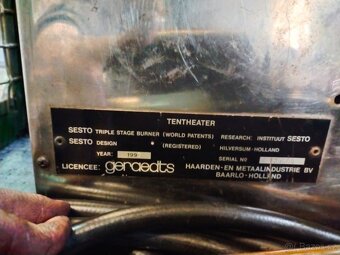 TENTHEATER
SESTO TRIPLE STAGE BURNER (WORLD PATENTS) RESEARCH: INSTITUUT SESTO
SESTO DESIGN • (REGISTERED) HILVERSUM - HOLLAND
YEAR: 199 SERIAL NO
LICENCEE: geraedts HAARDEN- EN METAALINDUSTRIE BV
BAARLO - HOLLAND